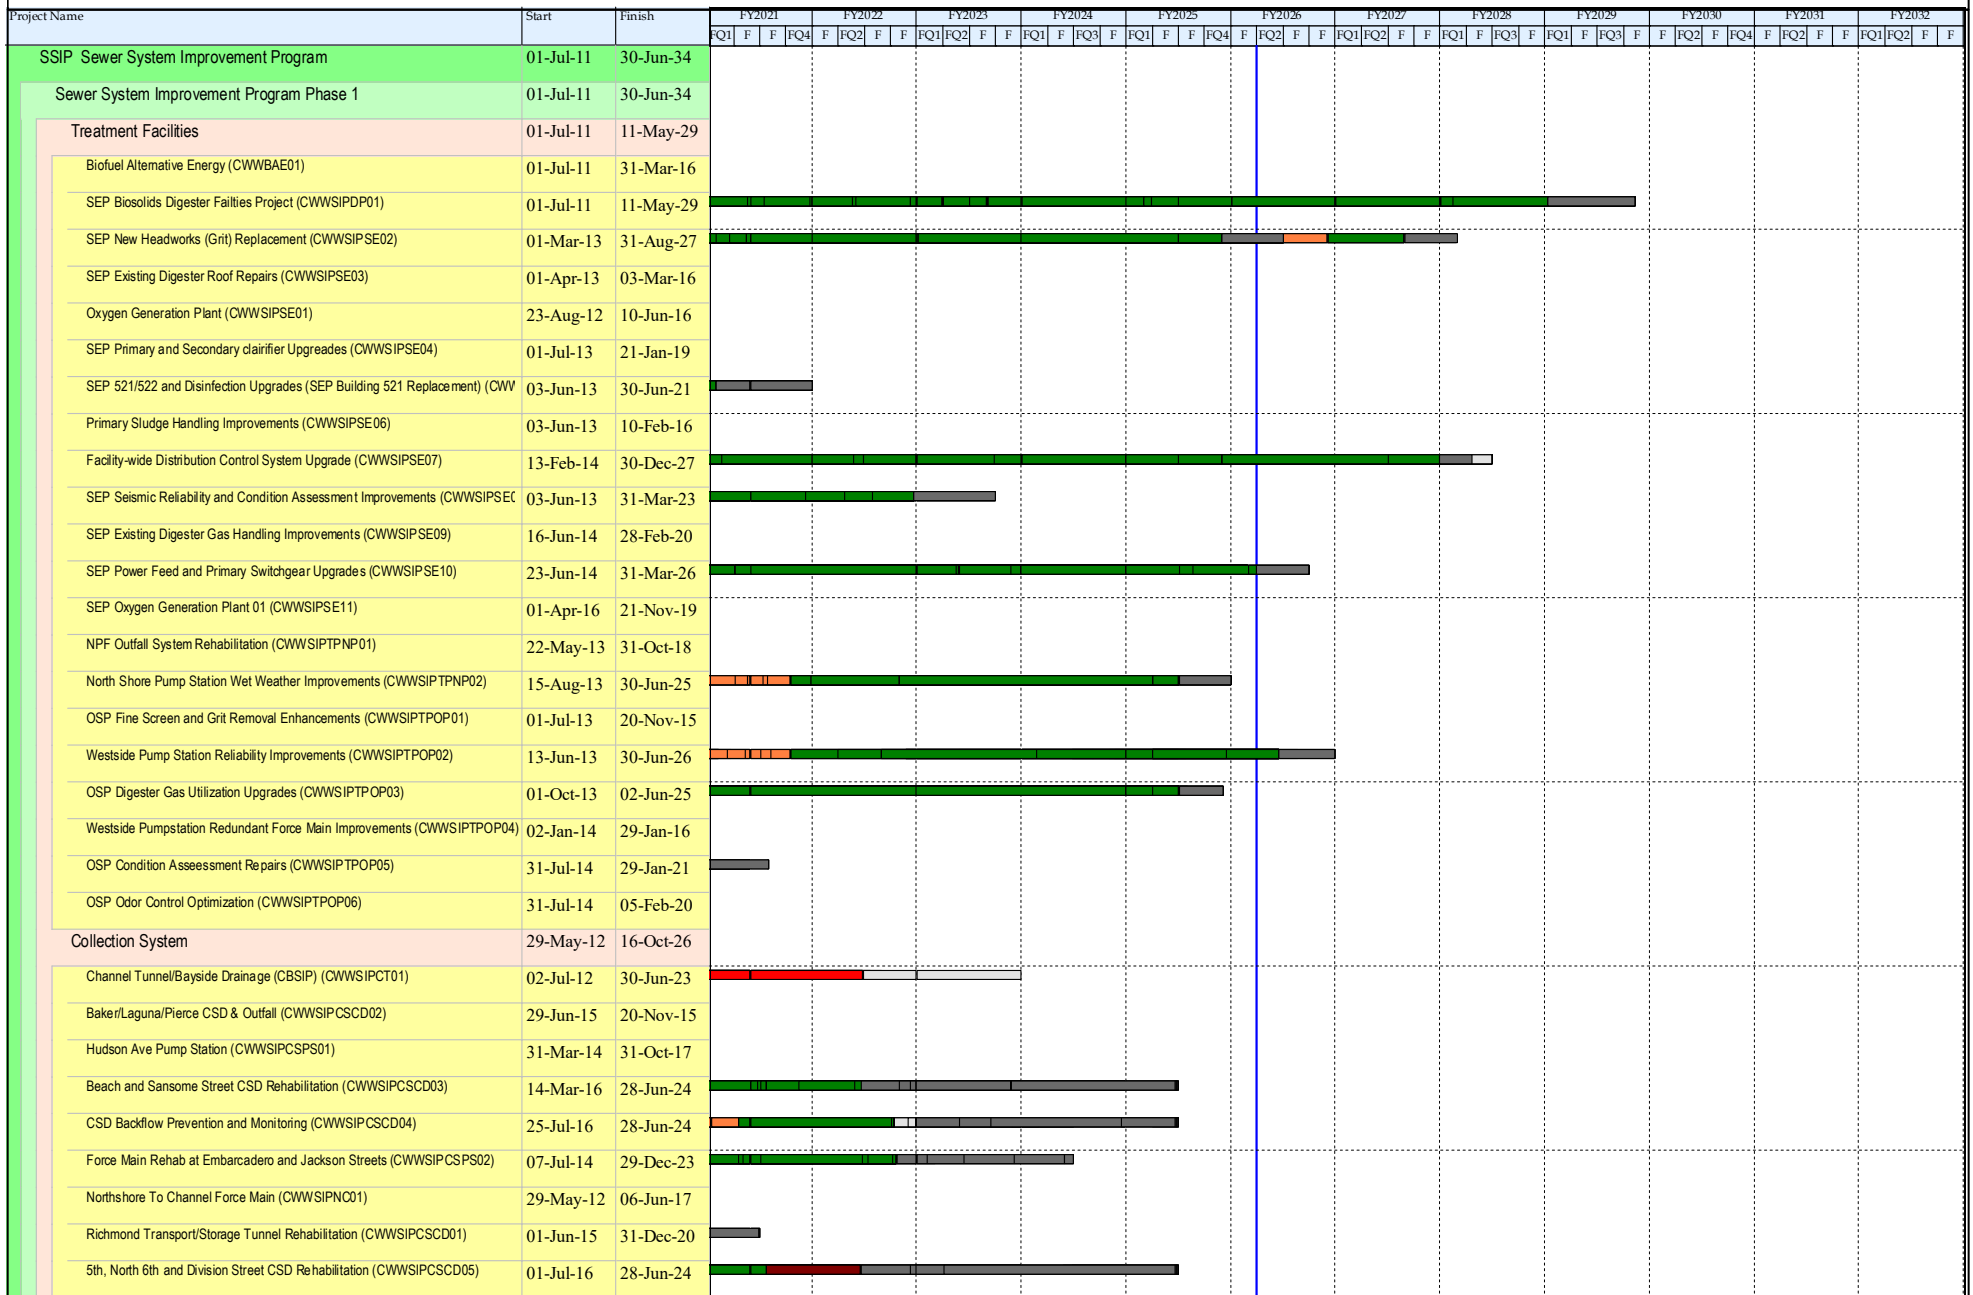 Project Name Start Finish FY2021 FY2022 FY2023 FY2024 FY2025 FY2026 FY2027 FY2028 FY2029 FY2030 FY2031 FY2032
FQ1 F F FQ4 F FQ2 F F FQ1 FQ2 F F FQ1 F FQ3 F FQ1 F F FQ4 F FQ2 F F FQ1 FQ2 F F FQ1 F FQ3 F FQ1 F FQ3 F F FQ2 F FQ4 F FQ2 F F FQ1 FQ2 F F
SSIP Sewer System Improvement Program 01-Jul-11 30-Jun-34
Sewer System Improvement Program Phase 1 01-Jul-11 30-Jun-34
Treatment Facilities 01-Jul-11 11-May-29
Biofuel Alternative Energy (CWWBAE01) 01-Jul-11 31-Mar-16
SEP Biosolids Digester Failties Project (CWWSIPDP01) 01-Jul-11 11-May-29
SEP New Headworks (Grit) Replacement (CWWSIPSE02) 01-Mar-13 31-Aug-27
SEP Existing Digester Roof Repairs (CWWSIPSE03) 01-Apr-13 03-Mar-16
Oxygen Generation Plant (CWWSIPSE01) 23-Aug-12 10-Jun-16
SEP Primary and Secondary clairifier Upgreades (CWWSIPSE04) 01-Jul-13 21-Jan-19
SEP 521/522 and Disinfection Upgrades (SEP Building 521 Replacement) (CWW 03-Jun-13 30-Jun-21
Primary Sludge Handling Improvements (CWWSIPSE06) 03-Jun-13 10-Feb-16
Facility-wide Distribution Control System Upgrade (CWWSIPSE07) 13-Feb-14 30-Dec-27
SEP Seismic Reliability and Condition Assessment Improvements (CWWSIPSE0 03-Jun-13 31-Mar-23
SEP Existing Digester Gas Handling Improvements (CWWSIPSE09) 16-Jun-14 28-Feb-20
SEP Power Feed and Primary Switchgear Upgrades (CWWSIPSE10) 23-Jun-14 31-Mar-26
SEP Oxygen Generation Plant 01 (CWWSIPSE11) 01-Apr-16 21-Nov-19
NPF Outfall System Rehabilitation (CWWSIPTPNP01) 22-May-13 31-Oct-18
North Shore Pump Station Wet Weather Improvements (CWWSIPTPNP02) 15-Aug-13 30-Jun-25
OSP Fine Screen and Grit Removal Enhancements (CWWSIPTPOP01) 01-Jul-13 20-Nov-15
Westside Pump Station Reliability Improvements (CWWSIPTPOP02) 13-Jun-13 30-Jun-26
OSP Digester Gas Utilization Upgrades (CWWSIPTPOP03) 01-Oct-13 02-Jun-25
Westside Pumpstation Redundant Force Main Improvements (CWWSIPTPOP04) 02-Jan-14 29-Jan-16
OSP Condition Asseessment Repairs (CWWSIPTPOP05) 31-Jul-14 29-Jan-21
OSP Odor Control Optimization (CWWSIPTPOP06) 31-Jul-14 05-Feb-20
Collection System 29-May-12 16-Oct-26
Channel Tunnel/Bayside Drainage (CBSIP) (CWWSIPCT01) 02-Jul-12 30-Jun-23
Baker/Laguna/Pierce CSD & Outfall (CWWSIPCSCD02) 29-Jun-15 20-Nov-15
Hudson Ave Pump Station (CWWSIPCSPS01) 31-Mar-14 31-Oct-17
Beach and Sansome Street CSD Rehabilitation (CWWSIPCSCD03) 14-Mar-16 28-Jun-24
CSD Backflow Prevention and Monitoring (CWWSIPCSCD04) 25-Jul-16 28-Jun-24
Force Main Rehab at Embarcadero and Jackson Streets (CWWSIPCSPS02) 07-Jul-14 29-Dec-23
Northshore To Channel Force Main (CWWSIPNC01) 29-May-12 06-Jun-17
Richmond Transport/Storage Tunnel Rehabilitation (CWWSIPCSCD01) 01-Jun-15 31-Dec-20
5th, North 6th and Division Street CSD Rehabilitation (CWWSIPCSCD05) 01-Jul-16 28-Jun-24